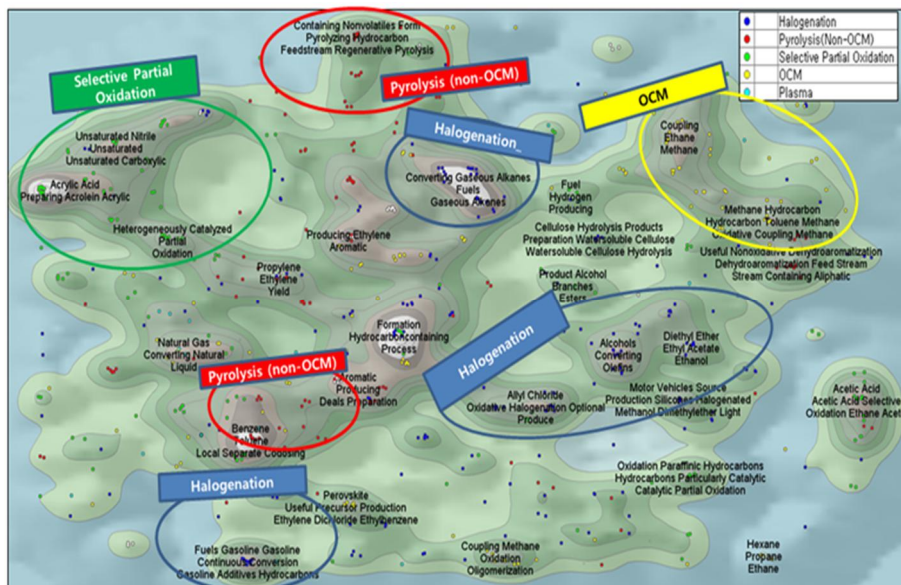 Containing Nonvolatiles Form
Pyrolyzing Hydrocarbon
Feedstream Regenerative Pyrolysis
Halogenation
Pyrolysis(Non-OCM)
Selective Partial Oxidation
OCM
Plasma
Selective Partial
Oxidation
Pyrolysis (non-OCM)
OCM
Halogenation
Unsaturated Nitrile
Unsaturated
Unsaturated Carboxylic
Acrylic Acid
Preparing Acrolein Acrylic
Heterogeneously Catalyzed
Partial
Oxidation
Converting Gaseous Alkanes
Fuels
Gaseous Alkanes
Coupling
Ethane
Methane
Fuel
Hydrogen
Producing
Methane Hydrocarbon
Hydrocarbon Toluene Methane
Oxidative Coupling Methane
Cellulose Hydrolysis Products
Preparation Watersoluble Cellulose
Watersoluble Cellulose Hydrolysis
Useful Nonoxidative Dehydroaromatization
Dehydroaromatization Feed Stream
Stream Containing Aliphatic
Producing Ethylene
Aromatic
Propylene
Ethylene
Yield
Product Alcohol
Branches
Esters
Formation
Hydrocarboncontaining
Process
Natural Gas
Converting Natural
Liquid
Pyrolysis (non-OCM)
Halogenation
Alcohols
Converting
Olefins
Diethyl Ether
Ethyl Acetate
Ethanol
Aromatic
Producing
Deals Preparation
Allyl Chloride
Oxidative Halogenation Optional
Produce
Motor Vehicles Source
Production Silicones Halogenated
Methanol Dimethylether Light
Acetic Acid
Acetic Acid Selective
Oxidation Ethane Acet
Benzene
Toluene
Local Separate Codosing
Halogenation
Perovskite
Useful Precursor Production
Ethylene Dichloride Ethylbenzene
Oxidation Paraffinic Hydrocarbons
Hydrocarbons Particularly Catalytic
Catalytic Partial Oxidation
Fuels Gasoline Gasoline
Continuous Conversion
Gasoline Additives Hydrocarbons
Coupling Methane
Oxidation
Oligomerization
Hexane
Propane
Ethane